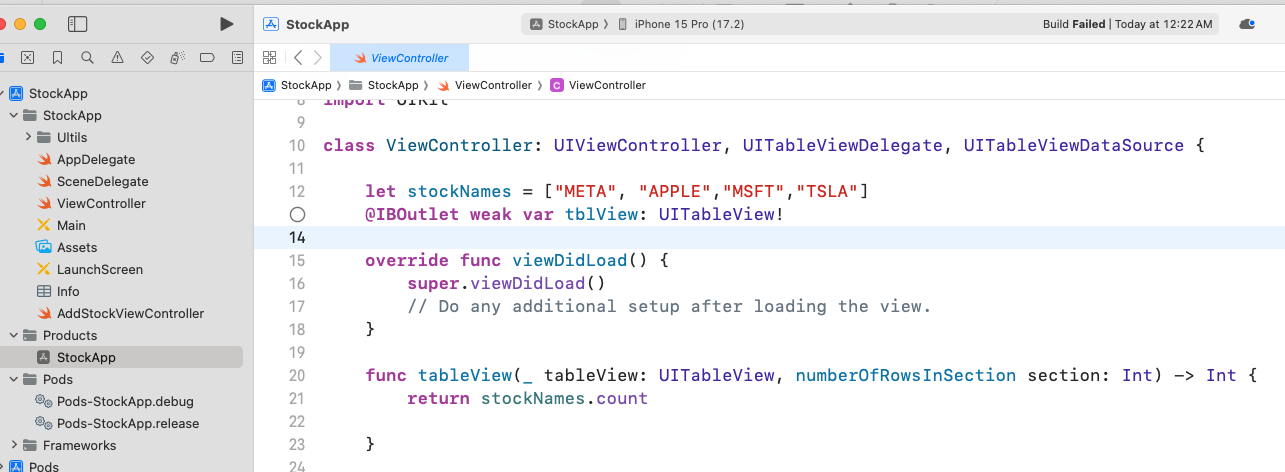 StockApp
StockApp
iPhone 15 Pro (17.2)
Build Failed | Today at 12:22 AM
ViewController
StockApp
StockApp
ViewController
ViewController
StockApp
StockApp
Ultils
AppDelegate
SceneDelegate
ViewController
Main
Assets
LaunchScreen
Info
AddStockViewController
Products
StockApp
Pods
Pods-StockApp.debug
Pods-StockApp.release
Frameworks
Pods
8 import UIKit
9
10 class ViewController: UIViewController, UITableViewDelegate, UITableViewDataSource {
11
12 let stockNames = ["META", "APPLE","MSFT","TSLA"]
@IBOutlet weak var tblView: UITableView!
14
15 override func viewDidLoad() {
16 super.viewDidLoad()
17 // Do any additional setup after loading the view.
18 }
19
20 func tableView(_ tableView: UITableView, numberOfRowsInSection section: Int) -> Int {
21 return stockNames.count
22
23 }
24